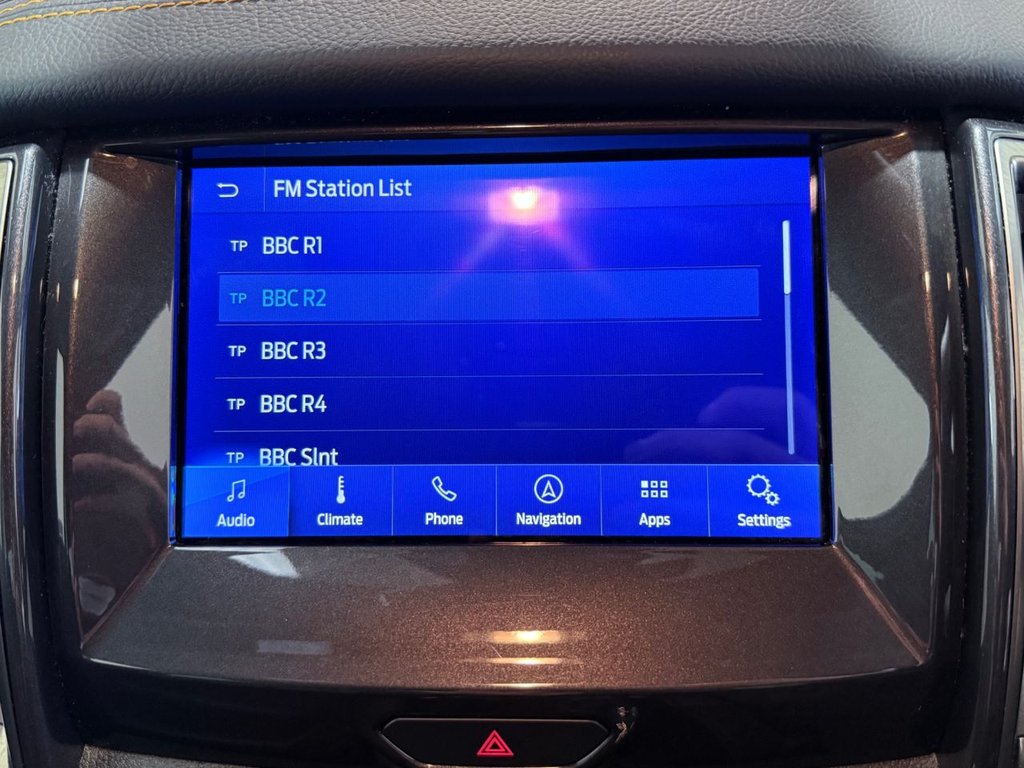 FM Station List
TP BBC R1
TP BBC R2
TP BBC R3
TP BBC R4
TP BBC Slnt
Audio Climate Phone Navigation Apps Settings